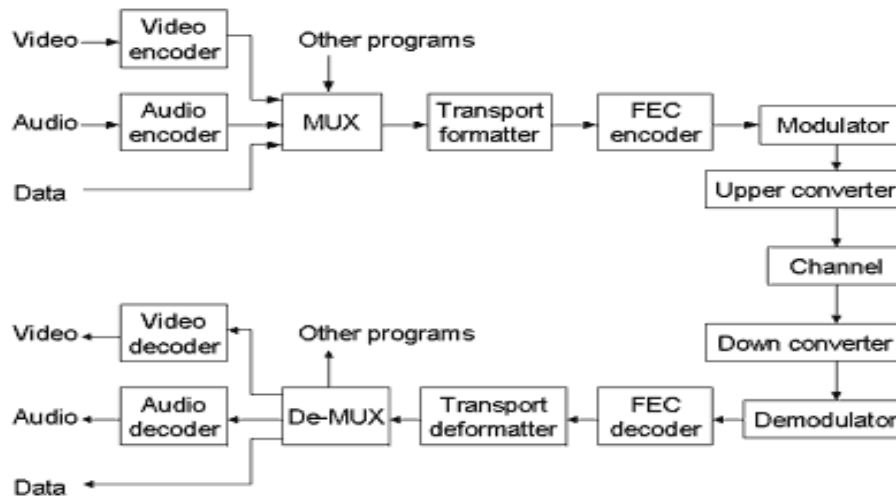 Video
Video
encoder
Other programs
Audio
Audio
encoder
MUX
Transport
formatter
FEC
encoder
Modulator
Data
Upper converter
Channel
Down converter
Video
Video
decoder
Other programs
Audio
Audio
decoder
De-MUX
Transport
deformatter
FEC
decoder
Demodulator
Data